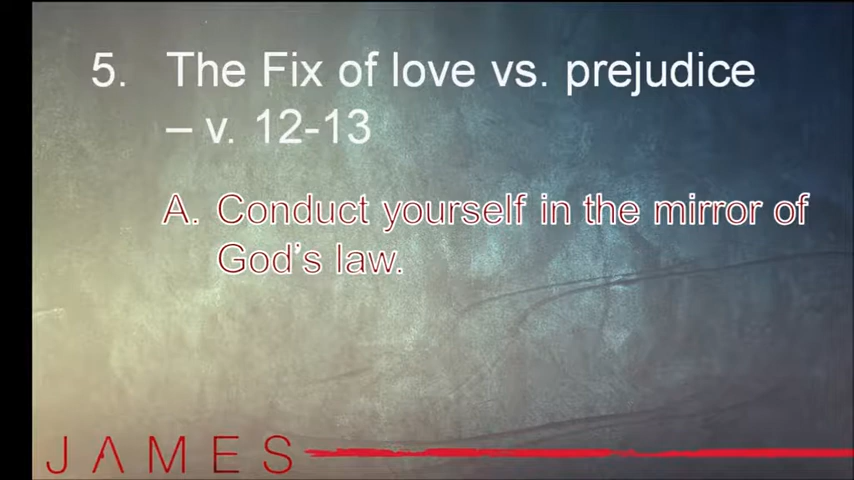 5. The Fix of love vs. prejudice
– v. 12-13
A. Conduct yourself in the mirror of
God's law.
JAMES